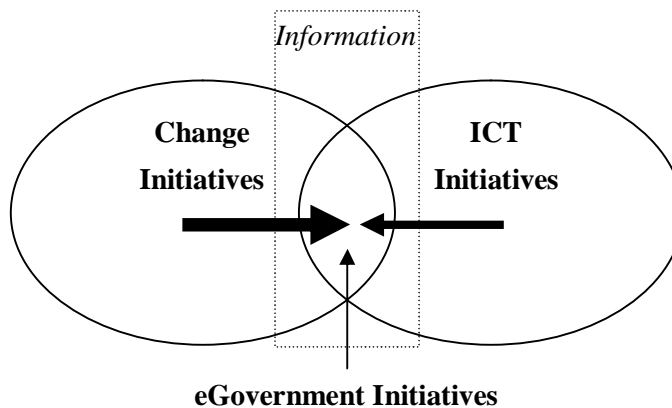 Information
Change
Initiatives
ICT
Initiatives
eGovernment Initiatives